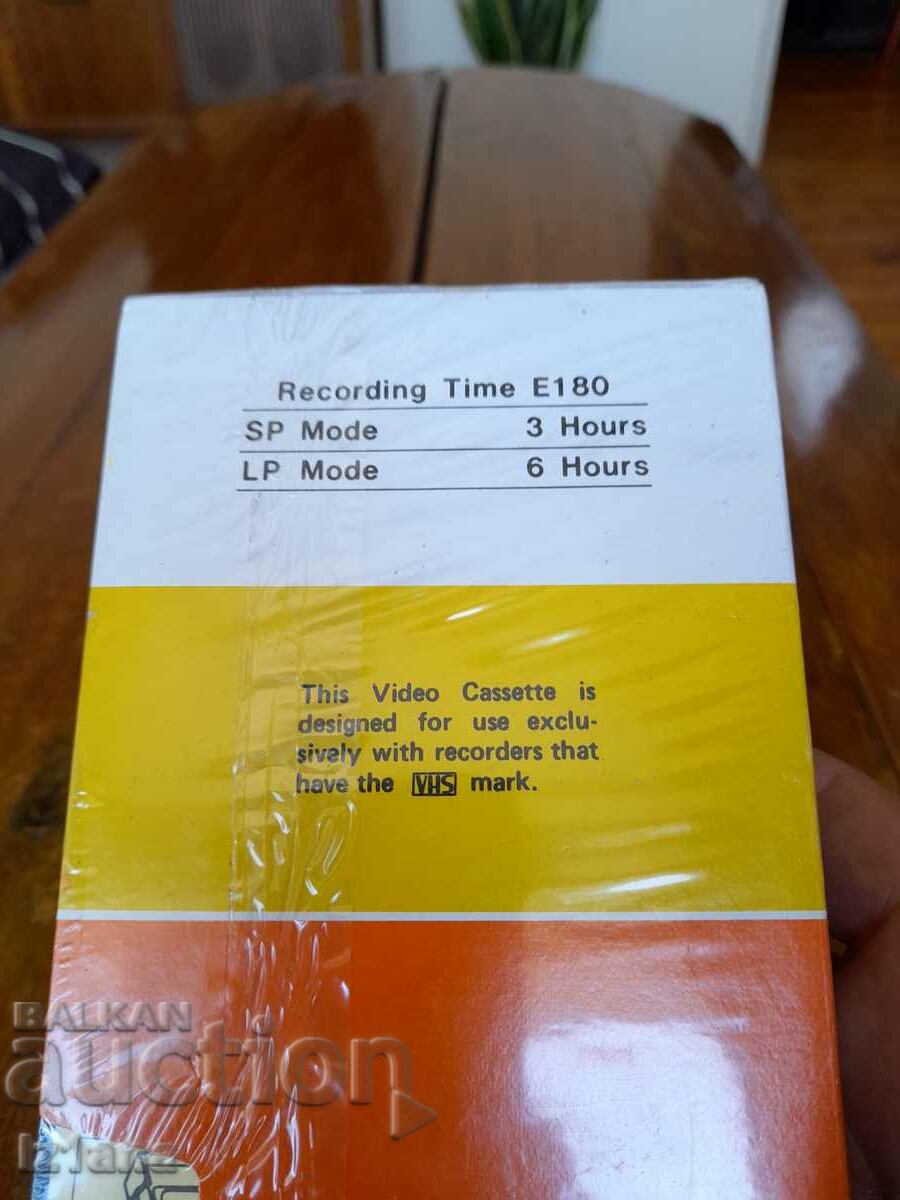 Recording Time E180
SP Mode 3 Hours
LP Mode 6 Hours
This Video Cassette is
designed for use exclu-
sively with recorders that
have the VHS mark.
BALKAN
auction
Izlane